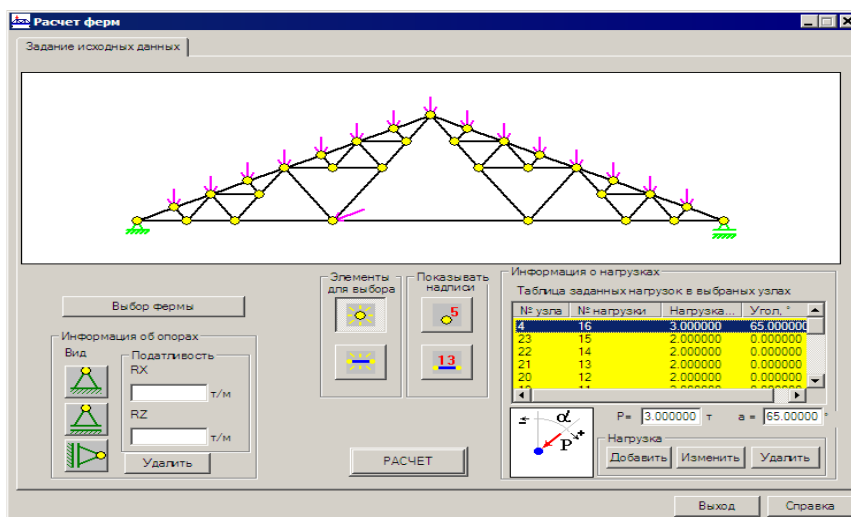 Расчет ферм
Задание исходных данных
Выбор фермы
Информация об опорах
Вид
Податливость
RX
т/м
RZ
т/м
Удалить
Элементы
для выбора
Показывать
надписи
5
13
РАСЧЕТ
Информация о нагрузках
Таблица заданных нагрузок в выбраных узлах
№ узла № нагрузки Нагрузка... Угол, °
4 16 3.000000 65.000000
23 15 2.000000 0.000000
22 14 2.000000 0.000000
21 13 2.000000 0.000000
20 12 2.000000 0.000000
α
P
P= 3.000000 т a = 65.00000 °
Нагрузка
Добавить Изменить Удалить
Выход Справка